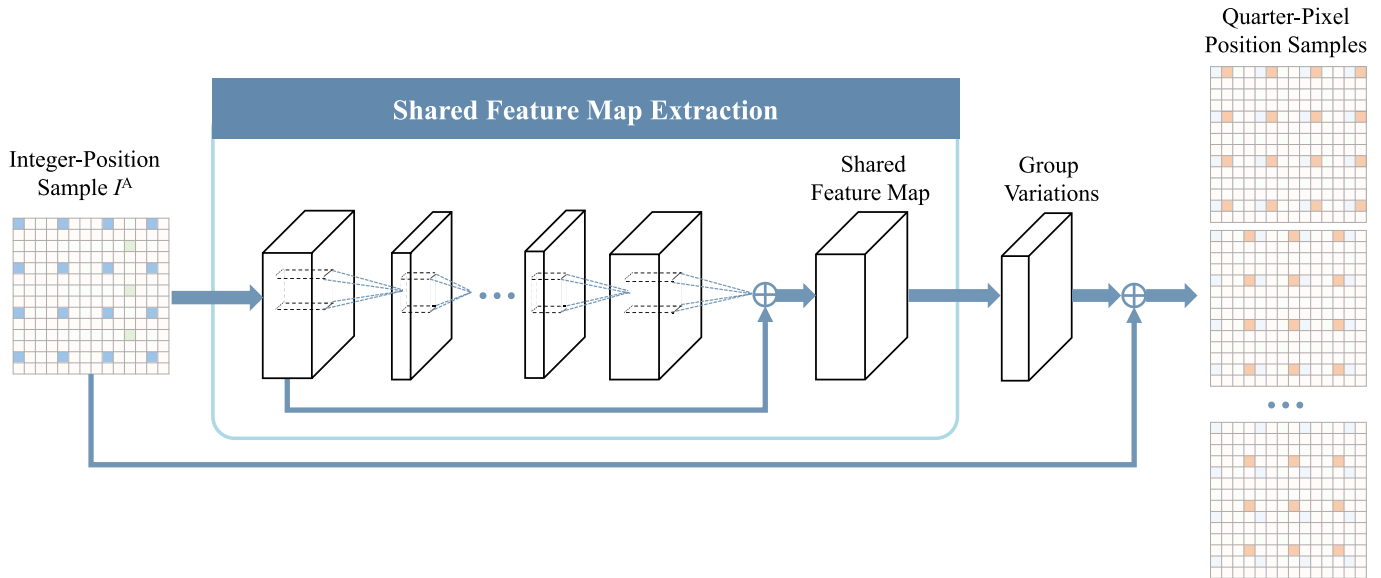 Quarter-Pixel
Position Samples
Shared Feature Map Extraction
Integer-Position
Sample I^A
Shared
Feature Map
Group
Variations